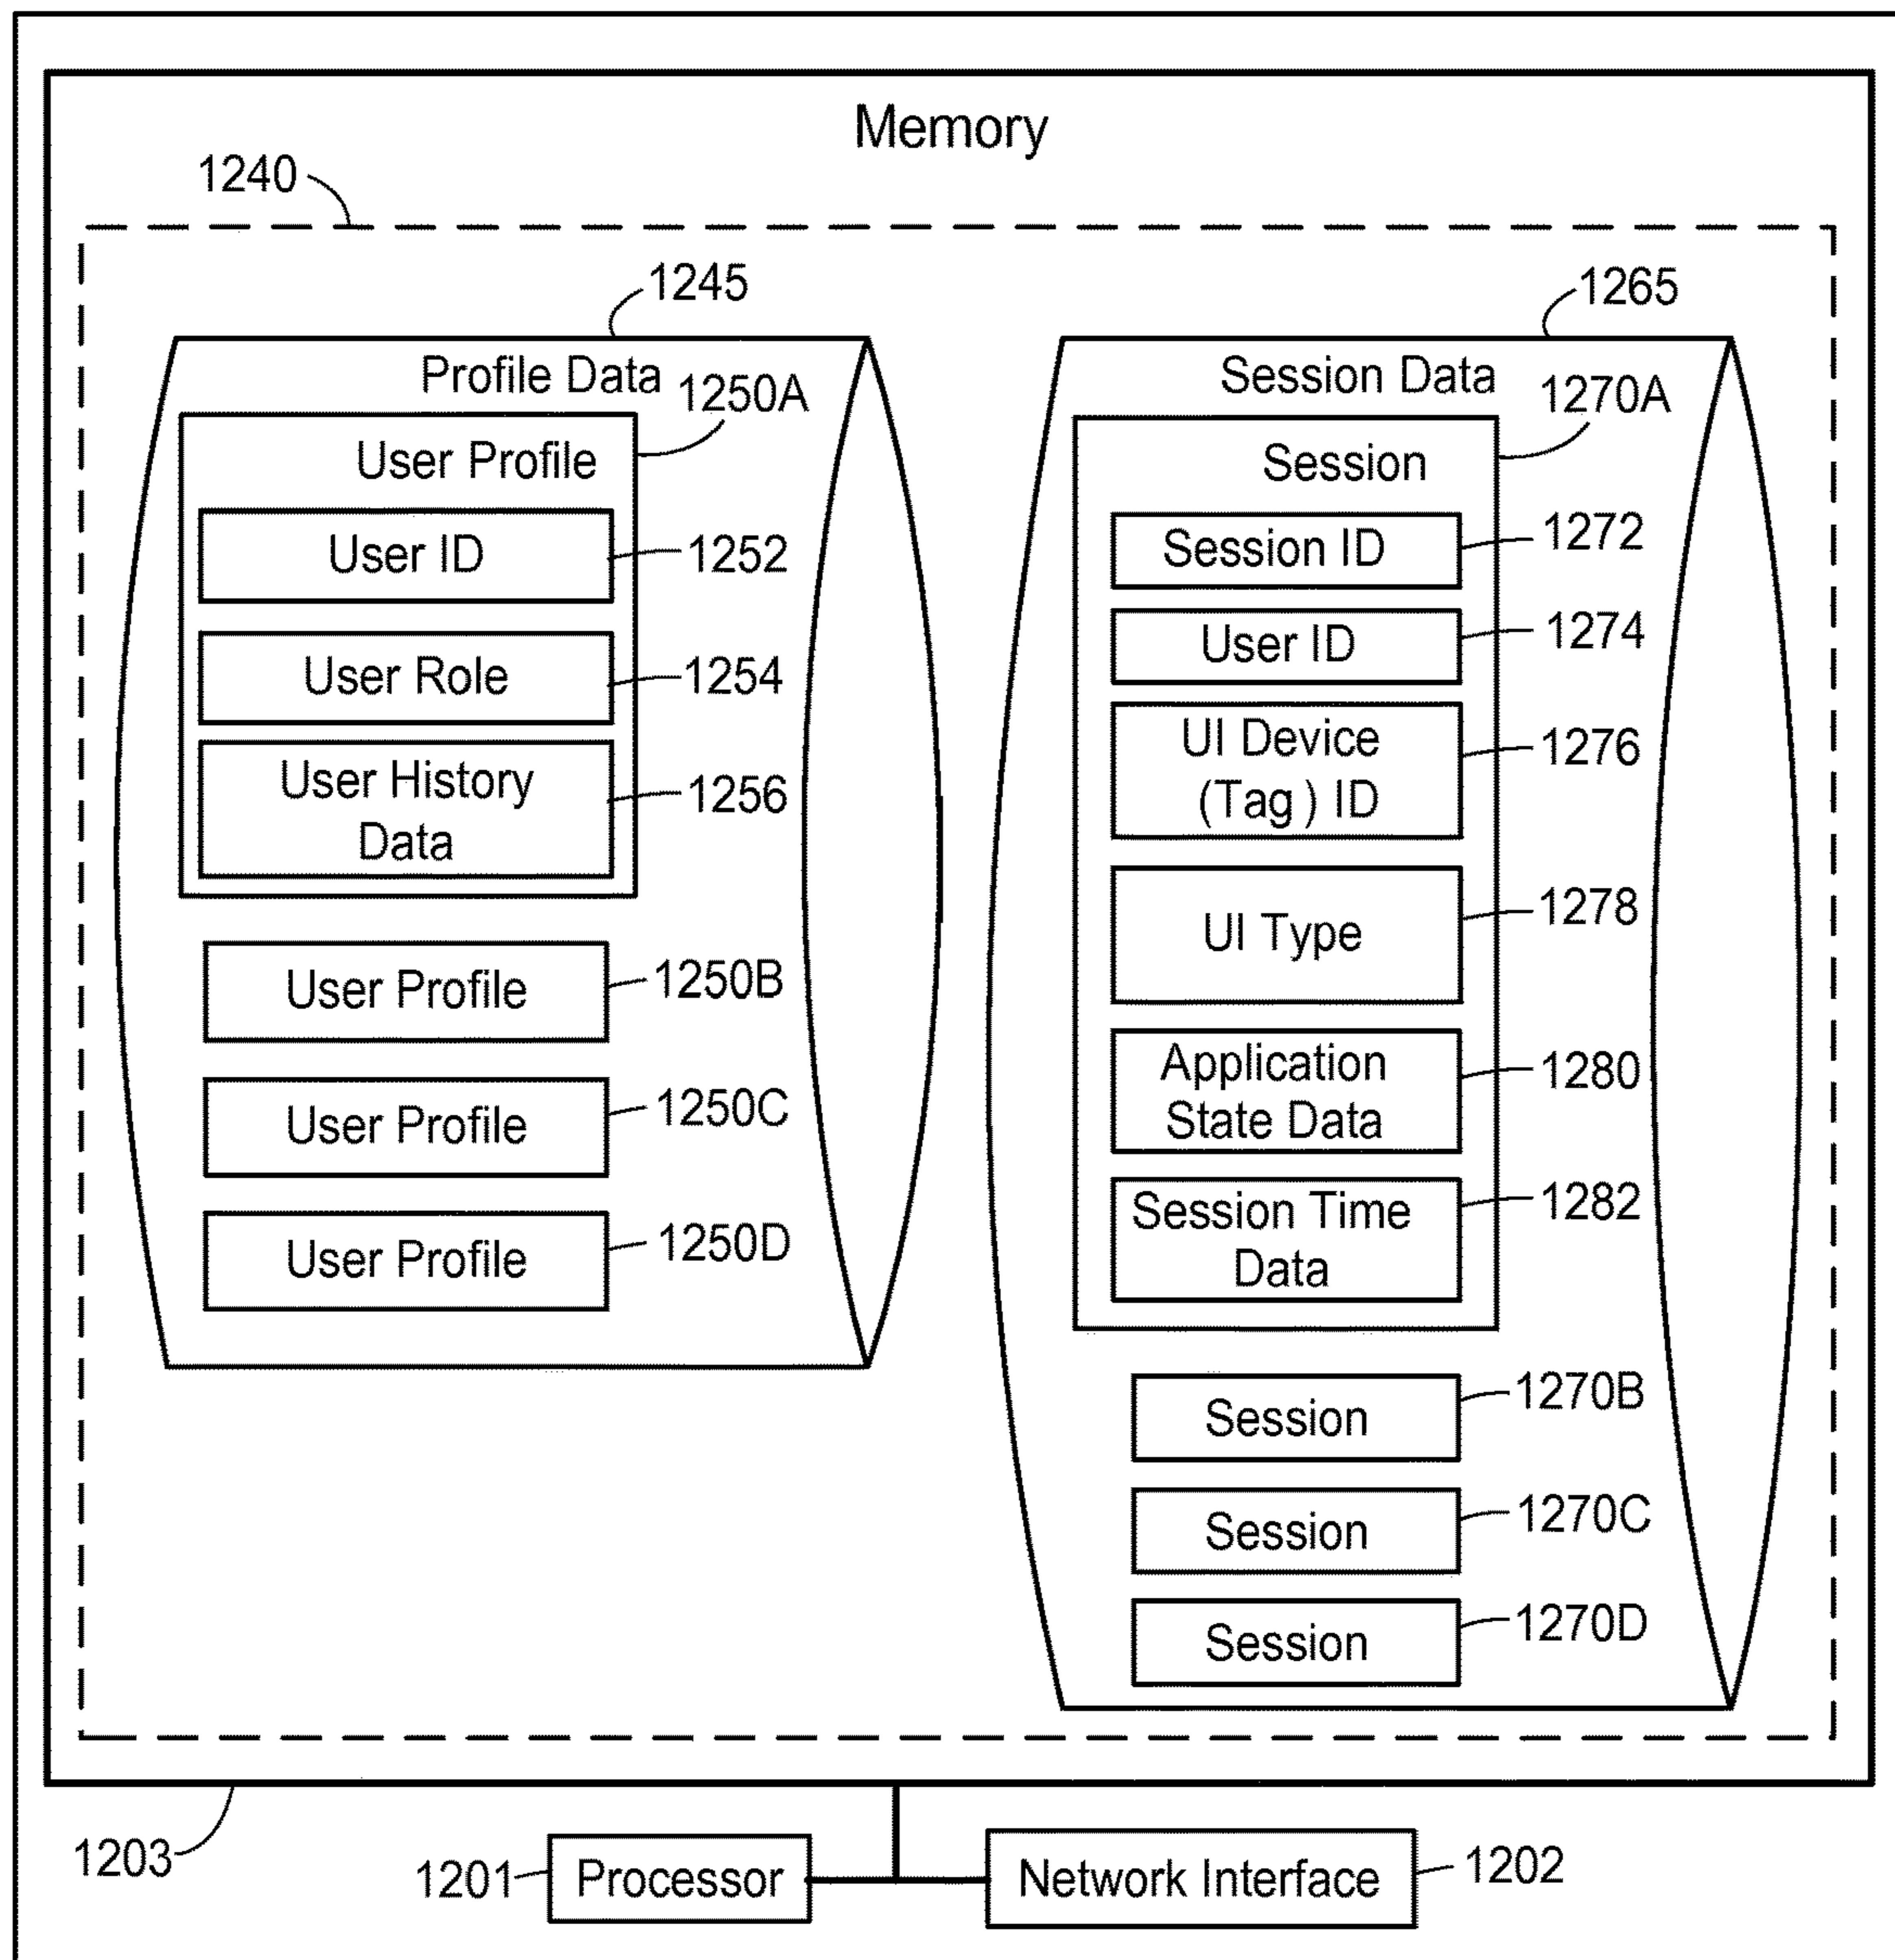 Memory
1240
1245
Profile Data
1250A
User Profile
User ID
1252
User Role
1254
User History
Data
1256
User Profile
1250B
User Profile
1250C
User Profile
1250D
1265
Session Data
1270A
Session
Session ID
1272
User ID
1274
UI Device
(Tag ) ID
1276
UI Type
1278
Application
State Data
1280
Session Time
Data
1282
Session
1270B
Session
1270C
Session
1270D
1203
1201
Processor
Network Interface
1202